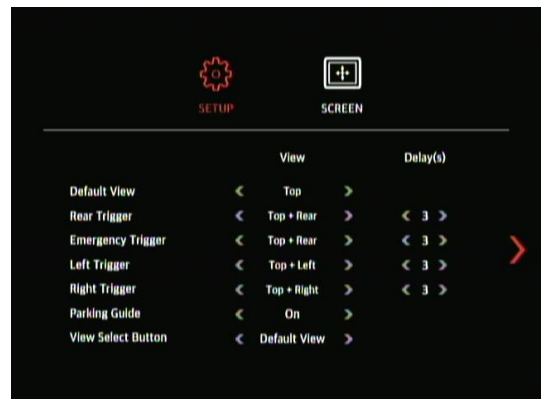 SETUP SCREEN
View Delay(s)
Default View < Top >
Rear Trigger < Top + Rear > < 3 >
Emergency Trigger < Top + Rear > < 3 >
Left Trigger < Top + Left > < 3 >
Right Trigger < Top + Right > < 3 >
Parking Guide < On >
View Select Button < Default View >